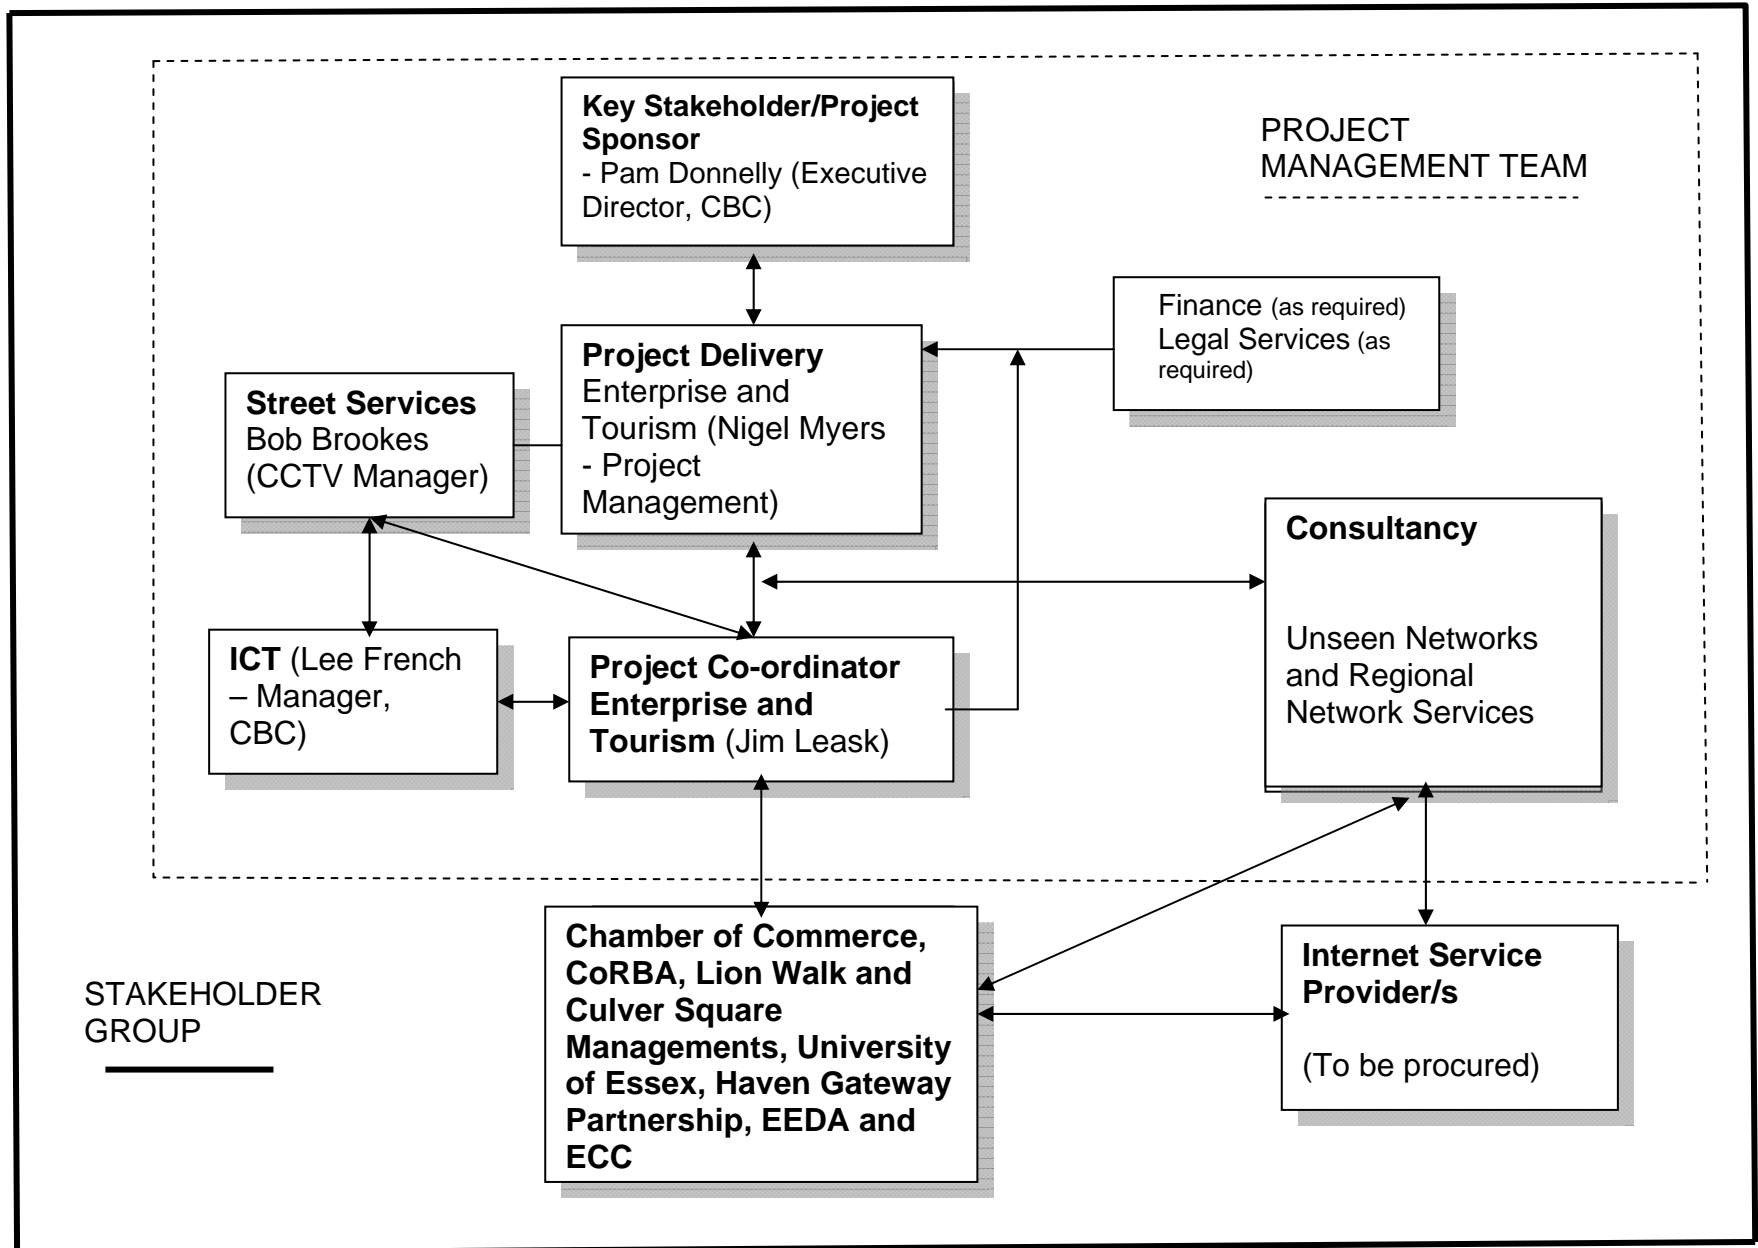 Key Stakeholder/Project
Sponsor
- Pam Donnelly (Executive
Director, CBC)
PROJECT
MANAGEMENT TEAM
Finance (as required)
Legal Services (as
required)
Project Delivery
Enterprise and
Tourism (Nigel Myers
- Project
Management)
Street Services
Bob Brookes
(CCTV Manager)
Consultancy
Unseen Networks
and Regional
Network Services
ICT (Lee French
– Manager,
CBC)
Project Co-ordinator
Enterprise and
Tourism (Jim Leask)
STAKEHOLDER
GROUP
Chamber of Commerce,
CoRBA, Lion Walk and
Culver Square
Managements, University
of Essex, Haven Gateway
Partnership, EEDA and
ECC
Internet Service
Provider/s
(To be procured)